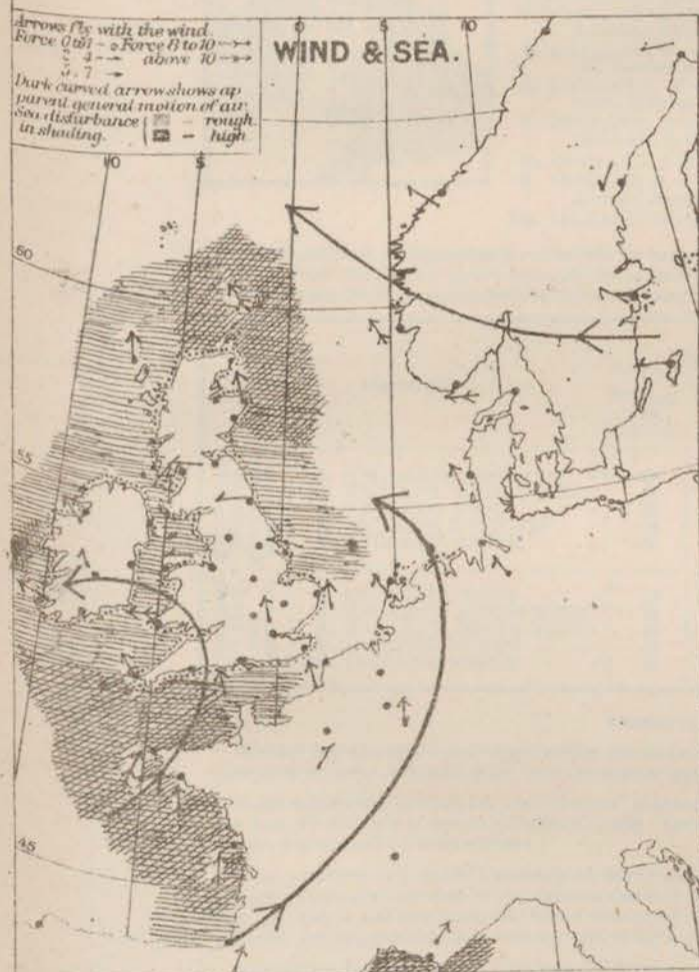 Arrows fly with the wind.
Force 0 to 1 - Force 8 to 10
4 above 10
7
WIND & SEA.
Dark curved arrow shows ap
parent general motion of air.
Sea disturbance { - rough.
in shading. - high
10 5 0 5 10
60
55
45